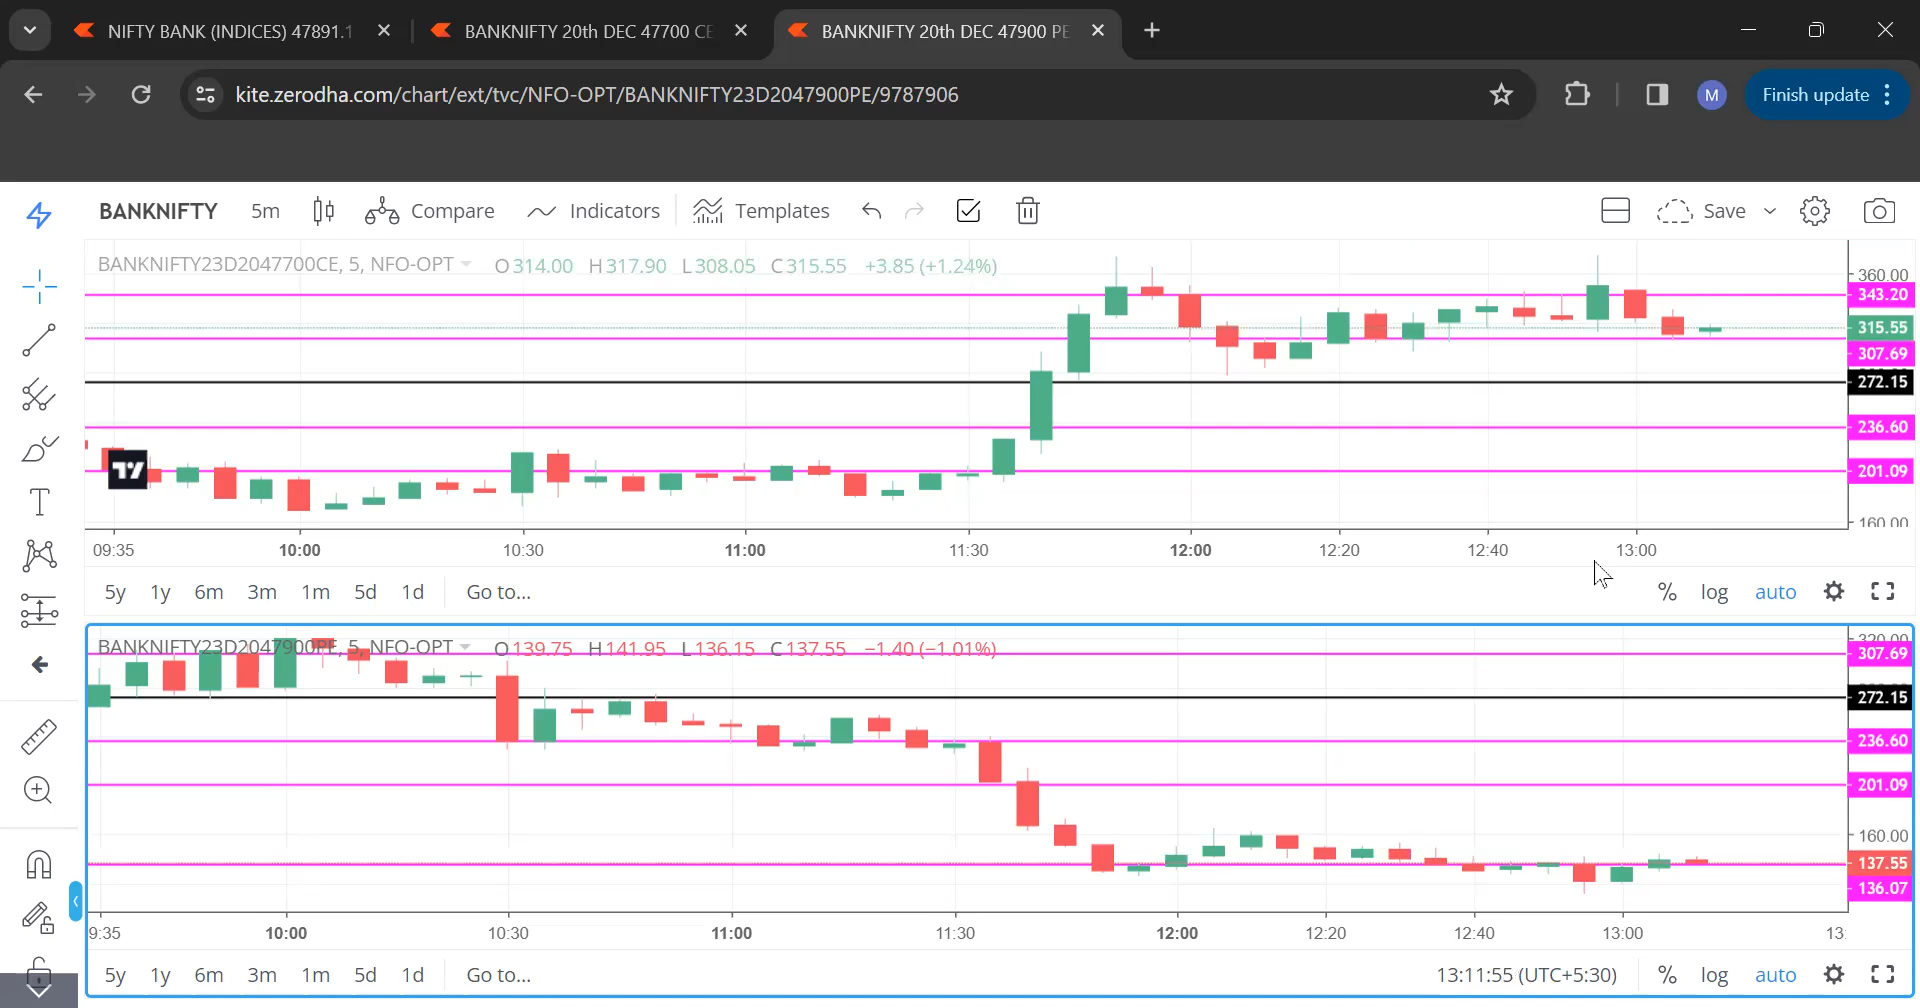 NIFTY BANK (INDICES) 47891.1
BANKNIFTY 20th DEC 47700 CE
BANKNIFTY 20th DEC 47900 PE
kite.zerodha.com/chart/ext/tvc/NFO-OPT/BANKNIFTY23D2047900PE/9787906
M
Finish update
BANKNIFTY 5m Compare Indicators Templates Save
BANKNIFTY23D2047700CE, 5, NFO-OPT O314.00 H317.90 L308.05 C315.55 +3.85 (+1.24%)
360.00
343.20
315.55
307.69
272.15
236.60
201.09
160.00
09:35 10:00 10:30 11:00 11:30 12:00 12:20 12:40 13:00
5y 1y 6m 3m 1m 5d 1d Go to... % log auto
BANKNIFTY23D2047900PE, 5, NFO-OPT O139.75 H141.95 L136.15 C137.55 −1.40 (−1.01%)
320.00
307.69
272.15
236.60
201.09
160.00
137.55
136.07
9:35 10:00 10:30 11:00 11:30 12:00 12:20 12:40 13:00 13:
5y 1y 6m 3m 1m 5d 1d Go to... 13:11:55 (UTC+5:30) % log auto